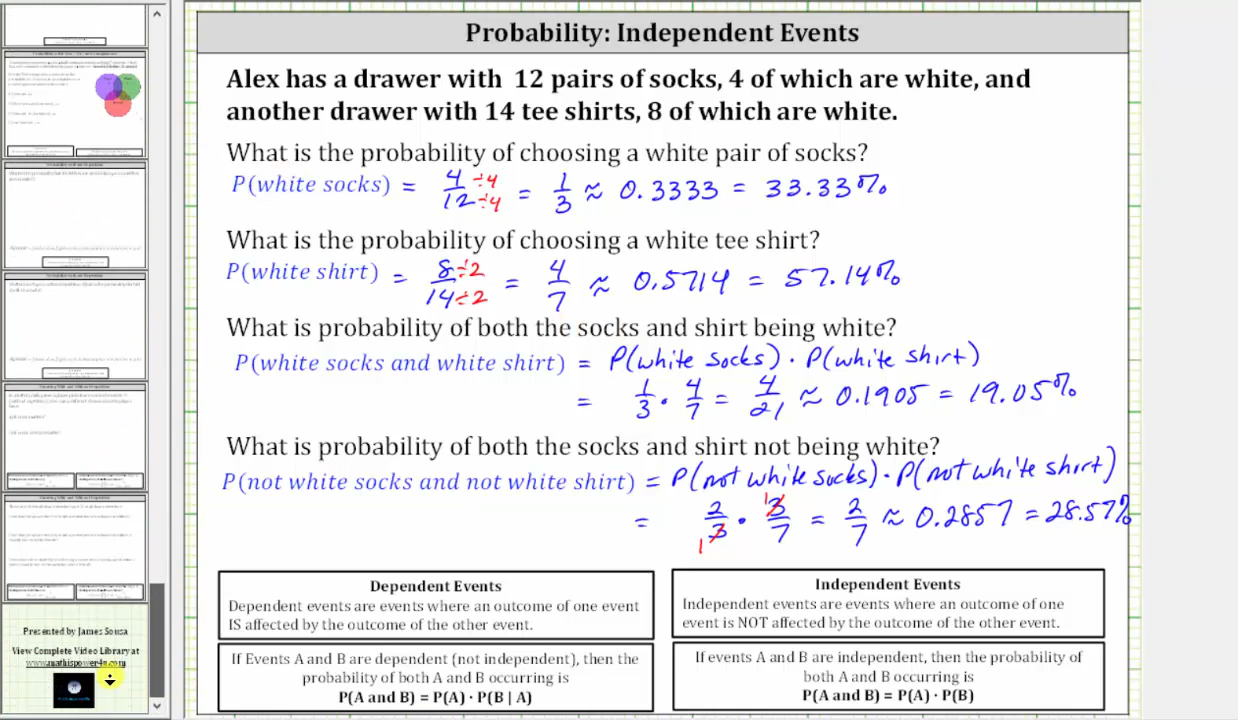 Probability: Independent Events
Alex has a drawer with 12 pairs of socks, 4 of which are white, and
another drawer with 14 tee shirts, 8 of which are white.
What is the probability of choosing a white pair of socks?
P(white socks) = 4÷4/12÷4 = 1/3 ≈ 0.3333 = 33.33%
What is the probability of choosing a white tee shirt?
P(white shirt) = 8÷2/14÷2 = 4/7 ≈ 0.5714 = 57.14%
What is probability of both the socks and shirt being white?
P(white socks and white shirt) = P(white socks) · P(white shirt)
= 1/3 · 4/7 = 4/21 ≈ 0.1905 = 19.05%
What is probability of both the socks and shirt not being white?
P(not white socks and not white shirt) = P(not white socks) · P(not white shirt)
= 2/3 1 · 1 3/7 = 2/7 ≈ 0.2857 = 28.57%
Dependent Events
Dependent events are events where an outcome of one event
IS affected by the outcome of the other event.
If Events A and B are dependent (not independent), then the
probability of both A and B occurring is
P(A and B) = P(A) · P(B | A)
Independent Events
Independent events are events where an outcome of one
event is NOT affected by the outcome of the other event.
If events A and B are independent, then the probability of
both A and B occurring is
P(A and B) = P(A) · P(B)
Presented by James Sousa
View Complete Video Library at
www.mathispower4u.com